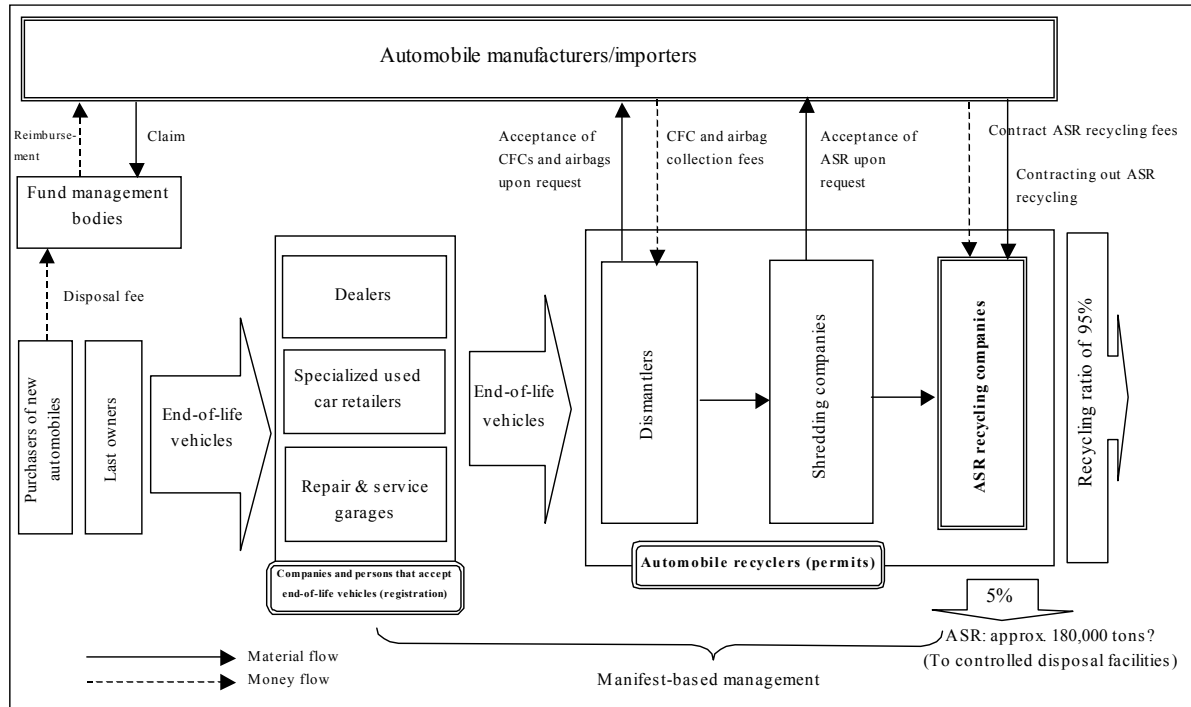 Automobile manufacturers/importers
Reimburse-
ment
Claim
Acceptance of
CFCs and airbags
upon request
CFC and airbag
collection fees
Acceptance of
ASR upon
request
Contract ASR recycling fees
Contracting out ASR
recycling
Fund management
bodies
Disposal fee
Purchasers of new
automobiles
Last owners
End-of-life
vehicles
Dealers
Specialized used
car retailers
Repair & service
garages
Companies and persons that accept
end-of-life vehicles (registration)
End-of-life
vehicles
Dismantlers
Shredding companies
ASR recycling companies
Automobile recyclers (permits)
Recycling ratio of 95%
5%
ASR: approx. 180,000 tons?
(To controlled disposal facilities)
Manifest-based management
Material flow
Money flow